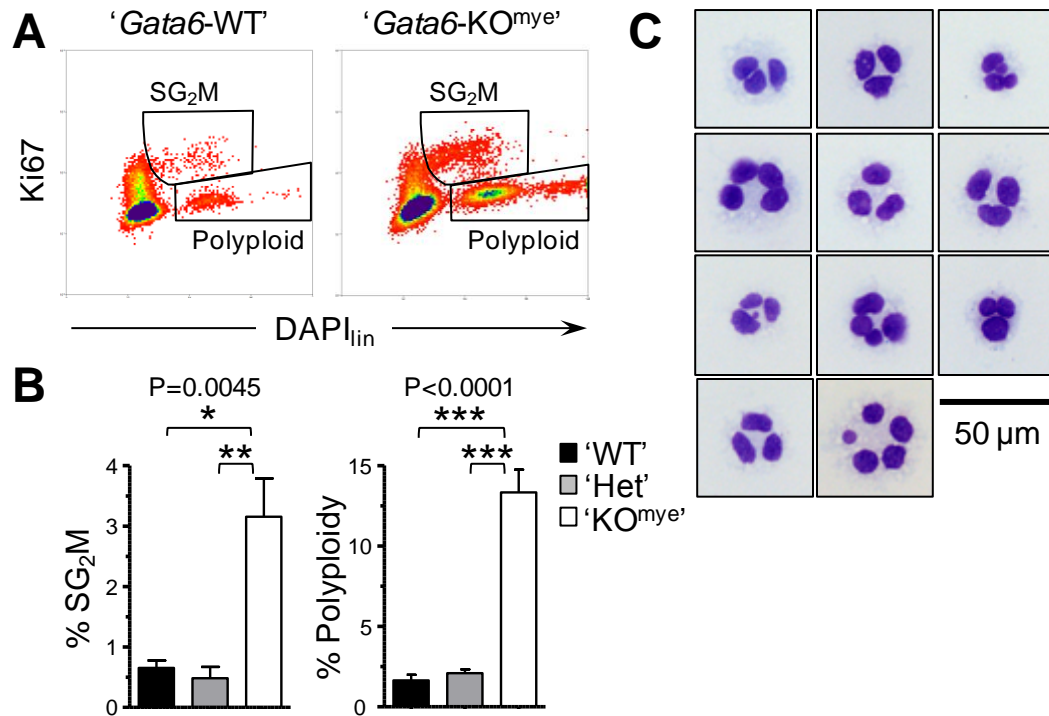 A
'Gata6-WT'
'Gata6-KOmye'
SG2M
Polyploid
SG2M
Polyploid
Ki67
DAPIlin
B
P=0.0045
*
**
% SG2M
4
3
2
1
0
P<0.0001
***
***
% Polyploidy
15
10
5
0
'WT'
'Het'
'KOmye'
C
50 µm